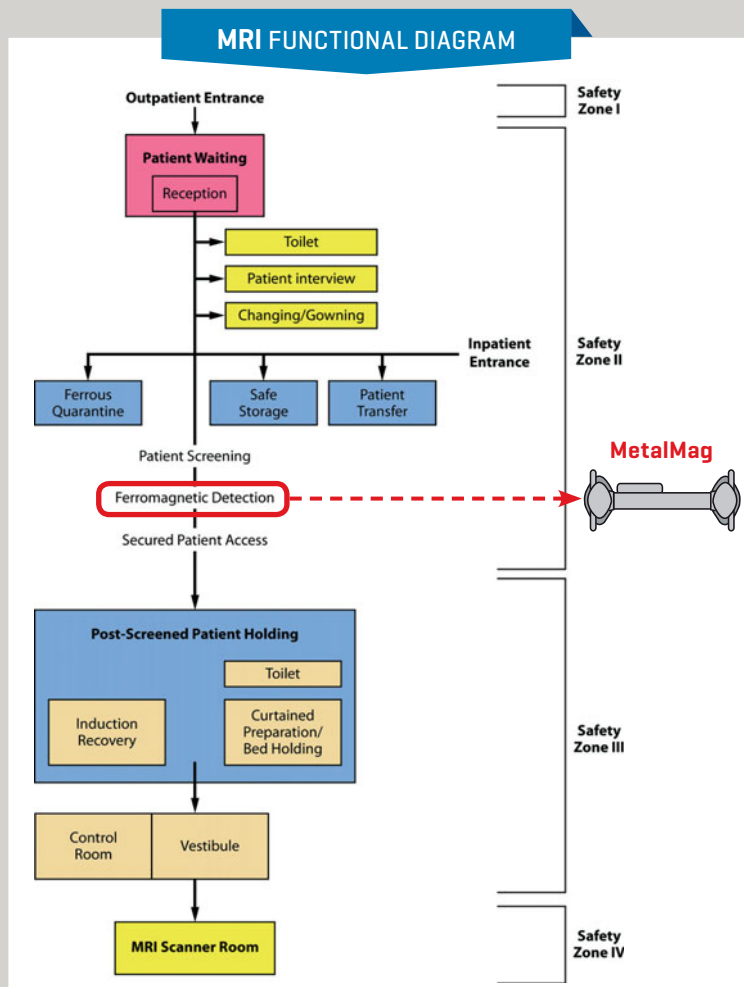 MRI FUNCTIONAL DIAGRAM
Outpatient Entrance
Safety
Zone I
Patient Waiting
Reception
Toilet
Patient interview
Changing/Gowning
Inpatient
Entrance
Safety
Zone II
Ferrous
Quarantine
Safe
Storage
Patient
Transfer
Patient Screening
MetalMag
Ferromagnetic Detection
Secured Patient Access
Post-Screened Patient Holding
Toilet
Induction
Recovery
Curtained
Preparation/
Bed Holding
Safety
Zone III
Control
Room
Vestibule
MRI Scanner Room
Safety
Zone IV